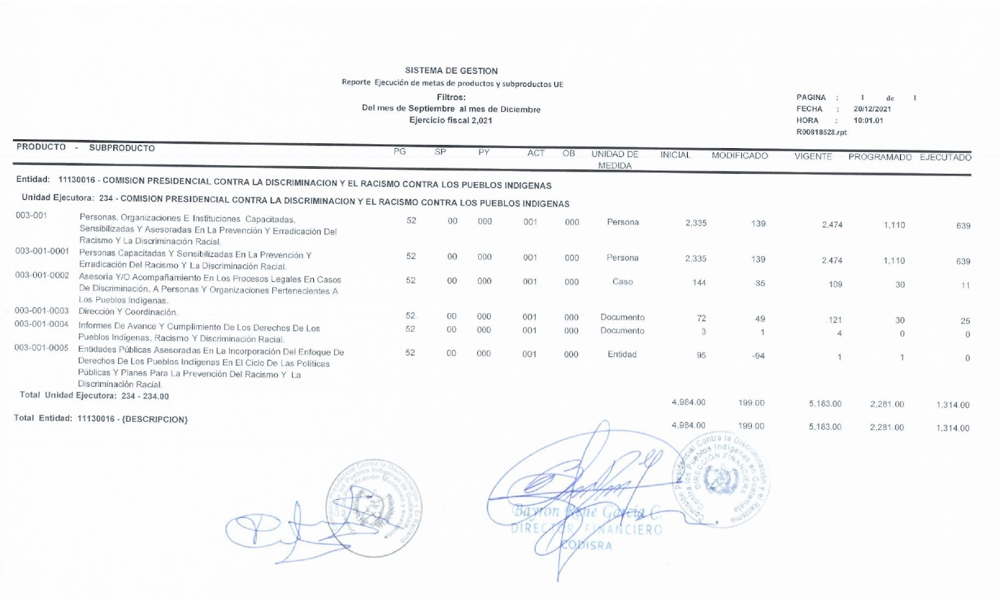 SISTEMA DE GESTION
Reporte Ejecución de metas de productos y subproductos UE
Filtros:
Del mes de Septiembre al mes de Diciembre
Ejercicio fiscal 2,021
PAGINA : 1 de 1
FECHA : 20/12/2021
HORA : 10:01.01
R00818528.rpt
PRODUCTO - SUBPRODUCTO PG SP PY ACT OB UNIDAD DE MEDIDA INICIAL MODIFICADO VIGENTE PROGRAMADO EJECUTADO
Entidad: 11130016 - COMISION PRESIDENCIAL CONTRA LA DISCRIMINACION Y EL RACISMO CONTRA LOS PUEBLOS INDIGENAS
Unidad Ejecutora: 234 - COMISION PRESIDENCIAL CONTRA LA DISCRIMINACION Y EL RACISMO CONTRA LOS PUEBLOS INDIGENAS
003-001 Personas, Organizaciones E Instituciones Capacitadas, 52 00 000 001 000 Persona 2,335 139 2,474 1,110 639
Sensibilizadas Y Asesoradas En La Prevención Y Erradicación Del
Racismo Y La Discriminación Racial.
003-001-0001 Personas Capacitadas Y Sensibilizadas En La Prevención Y 52 00 000 001 000 Persona 2,335 139 2,474 1,110 639
Erradicación Del Racismo Y La Discriminación Racial.
003-001-0002 Asesoría Y/O Acompañamiento En Los Procesos Legales En Casos 52 00 000 001 000 Caso 144 -35 109 30 11
De Discriminación, A Personas Y Organizaciones Pertenecientes A
Los Pueblos Indígenas.
003-001-0003 Dirección Y Coordinación. 52 00 000 001 000 Documento 72 49 121 30 25
003-001-0004 Informes De Avance Y Cumplimiento De Los Derechos De Los 52 00 000 001 000 Documento 3 1 4 0 0
Pueblos Indígenas, Racismo Y Discriminación Racial.
003-001-0005 Entidades Públicas Asesoradas En La Incorporación Del Enfoque De 52 00 000 001 000 Entidad 95 -94 1 1 0
Derechos De Los Pueblos Indígenas En El Ciclo De Las Políticas
Públicas Y Planes Para La Prevención Del Racismo Y La
Discriminación Racial.
Total Unidad Ejecutora: 234 - 234.00 4,984.00 199.00 5,183.00 2,281.00 1,314.00
Total Entidad: 11130016 - {DESCRIPCION} 4,984.00 199.00 5,183.00 2,281.00 1,314.00
Comisión Presidencial Contra la Discriminación y el Racismo
Contra los Pueblos Indígenas en Guatemala
DIRECCIÓN FINANCIERA
Comisión Presidencial Contra la Discriminación y El Racismo
Contra los Pueblos Indígenas de Guatemala
Unidad de Planificación Monitoreo y Evaluación
Bayron René García C.
DIRECTOR FINANCIERO
CODISRA